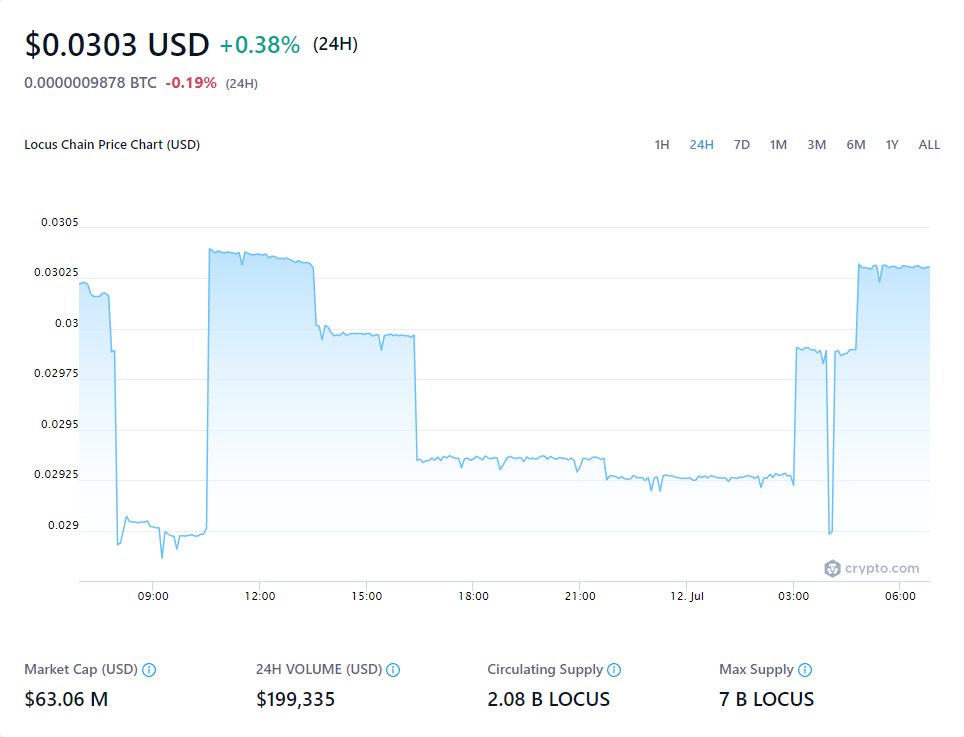 $0.0303 USD +0.38% (24H)
0.0000009878 BTC -0.19% (24H)
Locus Chain Price Chart (USD) 1H 24H 7D 1M 3M 6M 1Y ALL
0.0305
0.03025
0.03
0.02975
0.0295
0.02925
0.029
crypto.com
09:00 12:00 15:00 18:00 21:00 12. Jul 03:00 06:00
Market Cap (USD) 24H VOLUME (USD) Circulating Supply Max Supply
$63.06 M $199,335 2.08 B LOCUS 7 B LOCUS